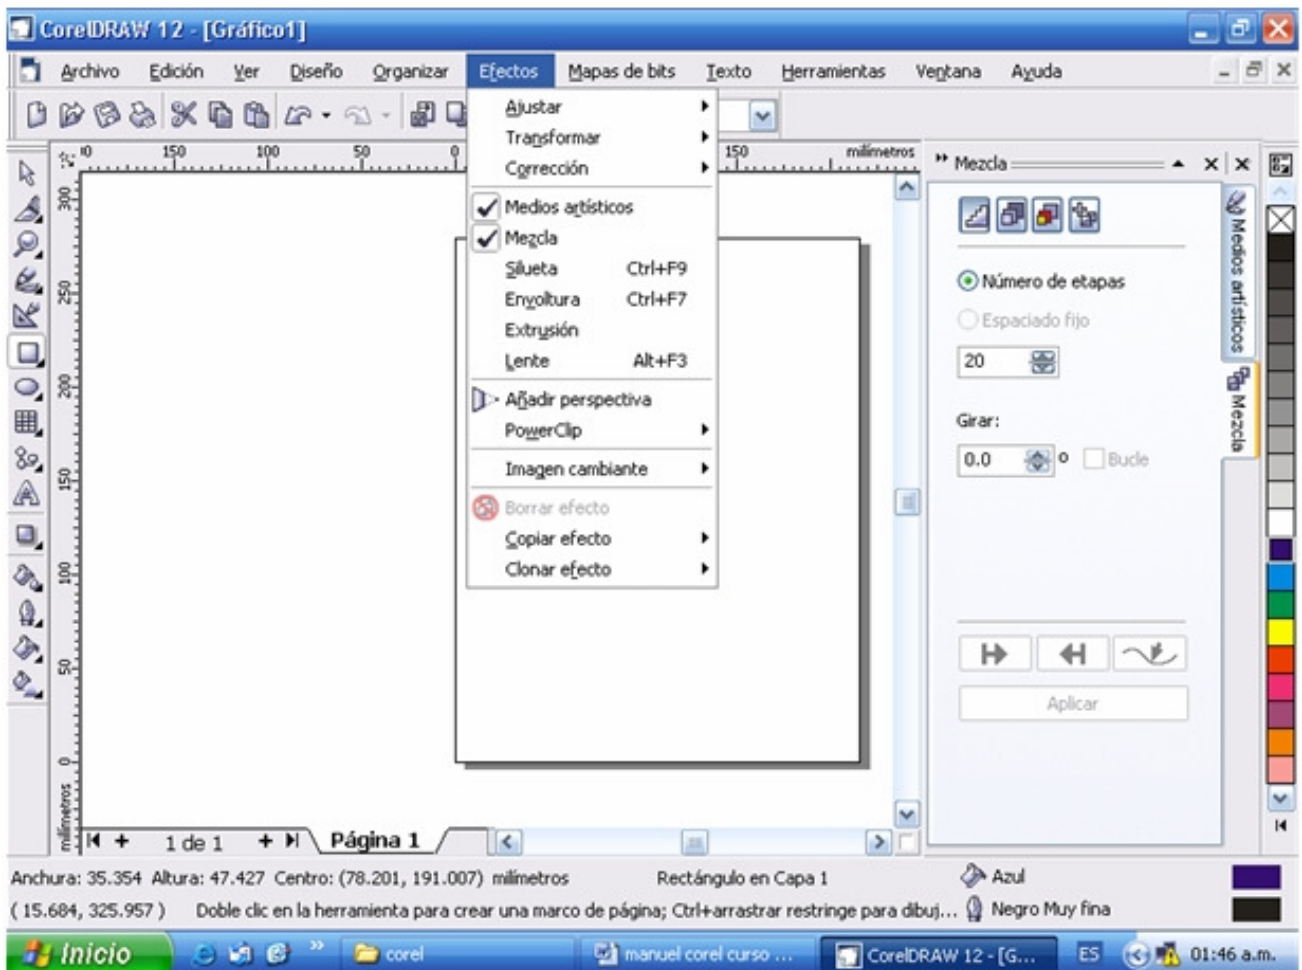 CorelDRAW 12 - [Gráfico1]
Archivo Edición Ver Diseño Organizar Efectos Mapas de bits Texto Herramientas Ventana Ayuda
Ajustar
Transformar
Corrección
Medios artísticos
Mezcla
Silueta Ctrl+F9
Envoltura Ctrl+F7
Extrusión
Lente Alt+F3
Añadir perspectiva
PowerClip
Imagen cambiante
Borrar efecto
Copiar efecto
Clonar efecto
150 100 50 0 150 milímetros
300
250
200
150
100
50
0
milímetros
Mezcla
Número de etapas
Espaciado fijo
20
Girar:
0.0 º Bucle
Aplicar
Medios artísticos
Mezcla
1 de 1 Página 1
Anchura: 35.354 Altura: 47.427 Centro: (78.201, 191.007) milímetros Rectángulo en Capa 1 Azul
( 15.684, 325.957 ) Doble clic en la herramienta para crear una marco de página; Ctrl+arrastrar restringe para dibuj... Negro Muy fina
Inicio corel manuel corel curso ... CorelDRAW 12 - [G... ES 01:46 a.m.